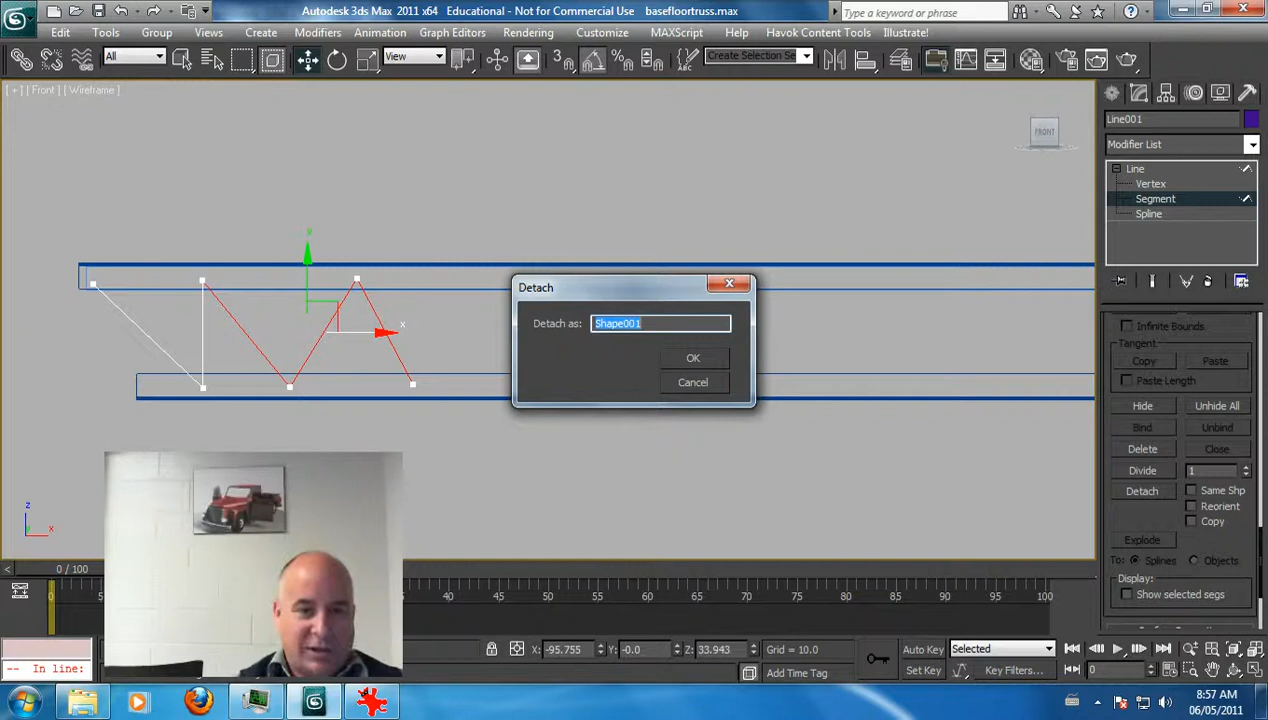 Autodesk 3ds Max 2011 x64 Educational - Not for Commercial Use basefloortruss.max
Type a keyword or phrase
Edit Tools Group Views Create Modifiers Animation Graph Editors Rendering Customize MAXScript Help Havok Content Tools Illustrate!
All View Create Selection Se
[ + ] [ Front ] [ Wireframe ]
FRONT
y
x
z
x
Detach
Detach as: Shape001
OK
Cancel
Line001
Modifier List
Line
Vertex
Segment
Spline
Infinite Bounds
Tangent:
Copy Paste
Paste Length
Hide Unhide All
Bind Unbind
Delete Close
Divide 1
Detach Same Shp
Reorient
Copy
Explode
To: Splines Objects
Display:
Show selected segs
0 / 100
0 5 45 50 55 60 65 70 75 80 85 90 95 100
X: -95.755 Y: -0.0 Z: 33.943 Grid = 10.0
Auto Key Selected
-- In line:
Add Time Tag
Set Key Key Filters... 0
8:57 AM
06/05/2011